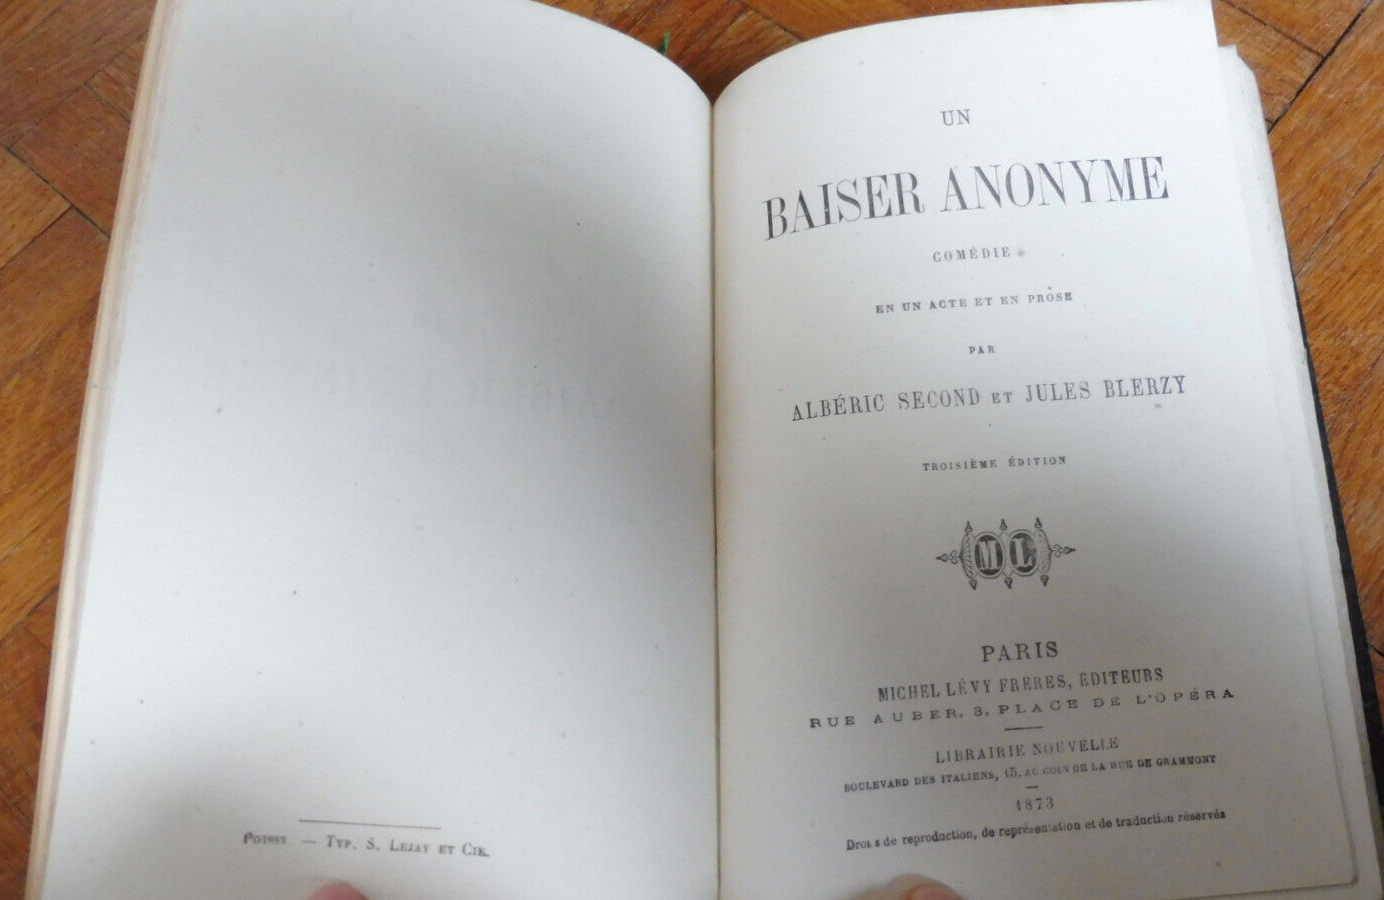 Poissy. — Typ. S. Lejay et Cie.
UN
BAISER ANONYME
COMÉDIE
EN UN ACTE ET EN PROSE
PAR
ALBÉRIC SECOND ET JULES BLERZY
TROISIÈME ÉDITION
ML
PARIS
MICHEL LÉVY FRÈRES, ÉDITEURS
RUE AUBER, 3, PLACE DE L'OPÉRA
LIBRAIRIE NOUVELLE
BOULEVARD DES ITALIENS, 15, AU COIN DE LA RUE DE GRAMMONT
1873
Droits de reproduction, de représentation et de traduction réservés